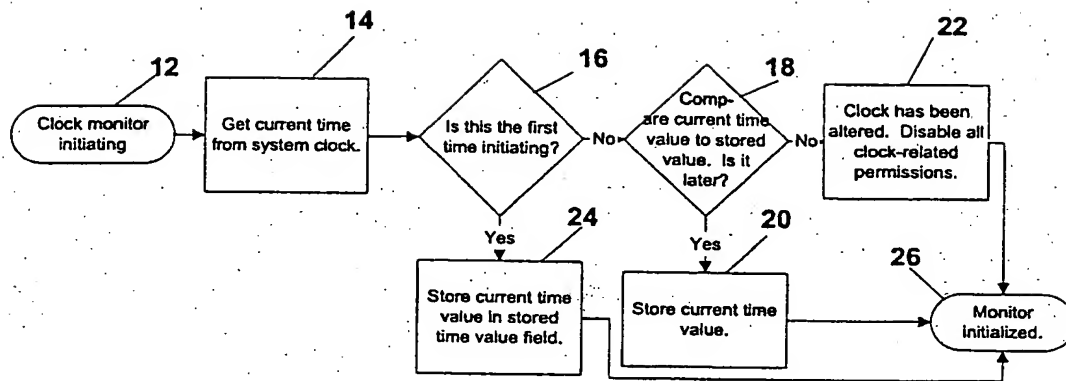 12
Clock monitor
initiating
14
Get current time
from system clock.
16
Is this the first
time initiating?
No
18
Comp-
are current time
value to stored
value. Is it
later?
No
22
Clock has been
altered. Disable all
clock-related
permissions.
Yes
24
Store current time
value in stored
time value field.
Yes
20
Store current time
value.
26
Monitor
initialized.